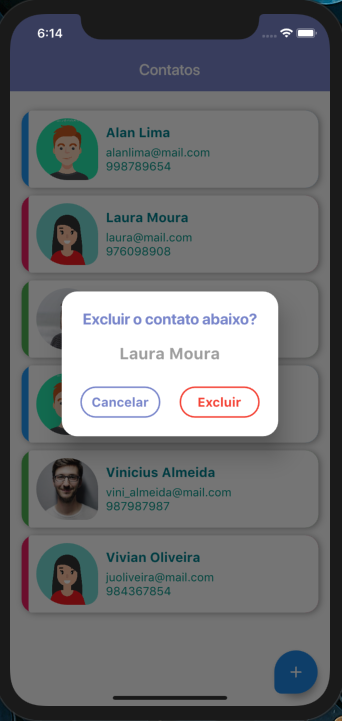 6:14
Contatos
Alan Lima
alanlima@mail.com
998789654
Laura Moura
laura@mail.com
976098908
Excluir o contato abaixo?
Laura Moura
Cancelar
Excluir
Vinicius Almeida
vini_almeida@mail.com
987987987
Vivian Oliveira
juoliveira@mail.com
984367854
+